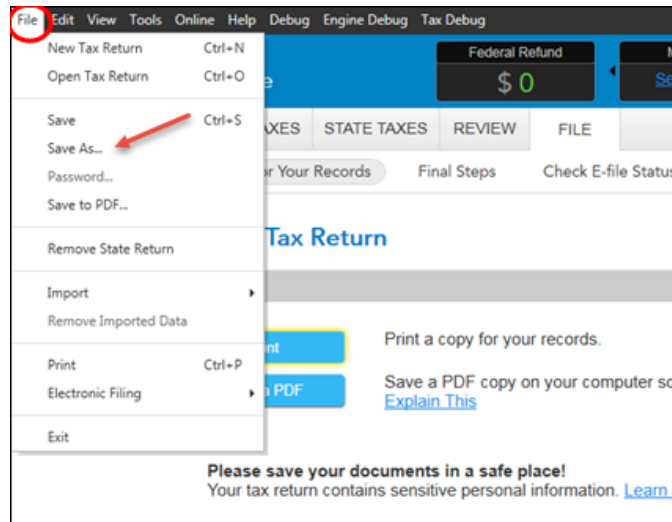 File Edit View Tools Online Help Debug Engine Debug Tax Debug
New Tax Return Ctrl+N
Open Tax Return Ctrl+O
Save Ctrl+S
Save As...
Password...
Save to PDF...
Remove State Return
Import
Remove Imported Data
Print Ctrl+P
Electronic Filing
Exit
Federal Refund
$ 0
STATE TAXES REVIEW FILE
Your Records Final Steps Check E-file Status
Tax Return
Print a copy for your records.
PDF
Save a PDF copy on your computer so
Explain This
Please save your documents in a safe place!
Your tax return contains sensitive personal information. Learn